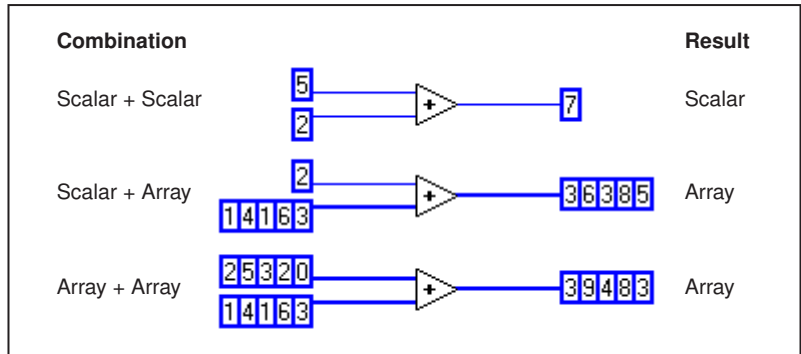 Combination Result
Scalar + Scalar 5 2 + 7 Scalar
Scalar + Array 2 1 4 1 6 3 + 3 6 3 8 5 Array
Array + Array 2 5 3 2 0 1 4 1 6 3 + 3 9 4 8 3 Array